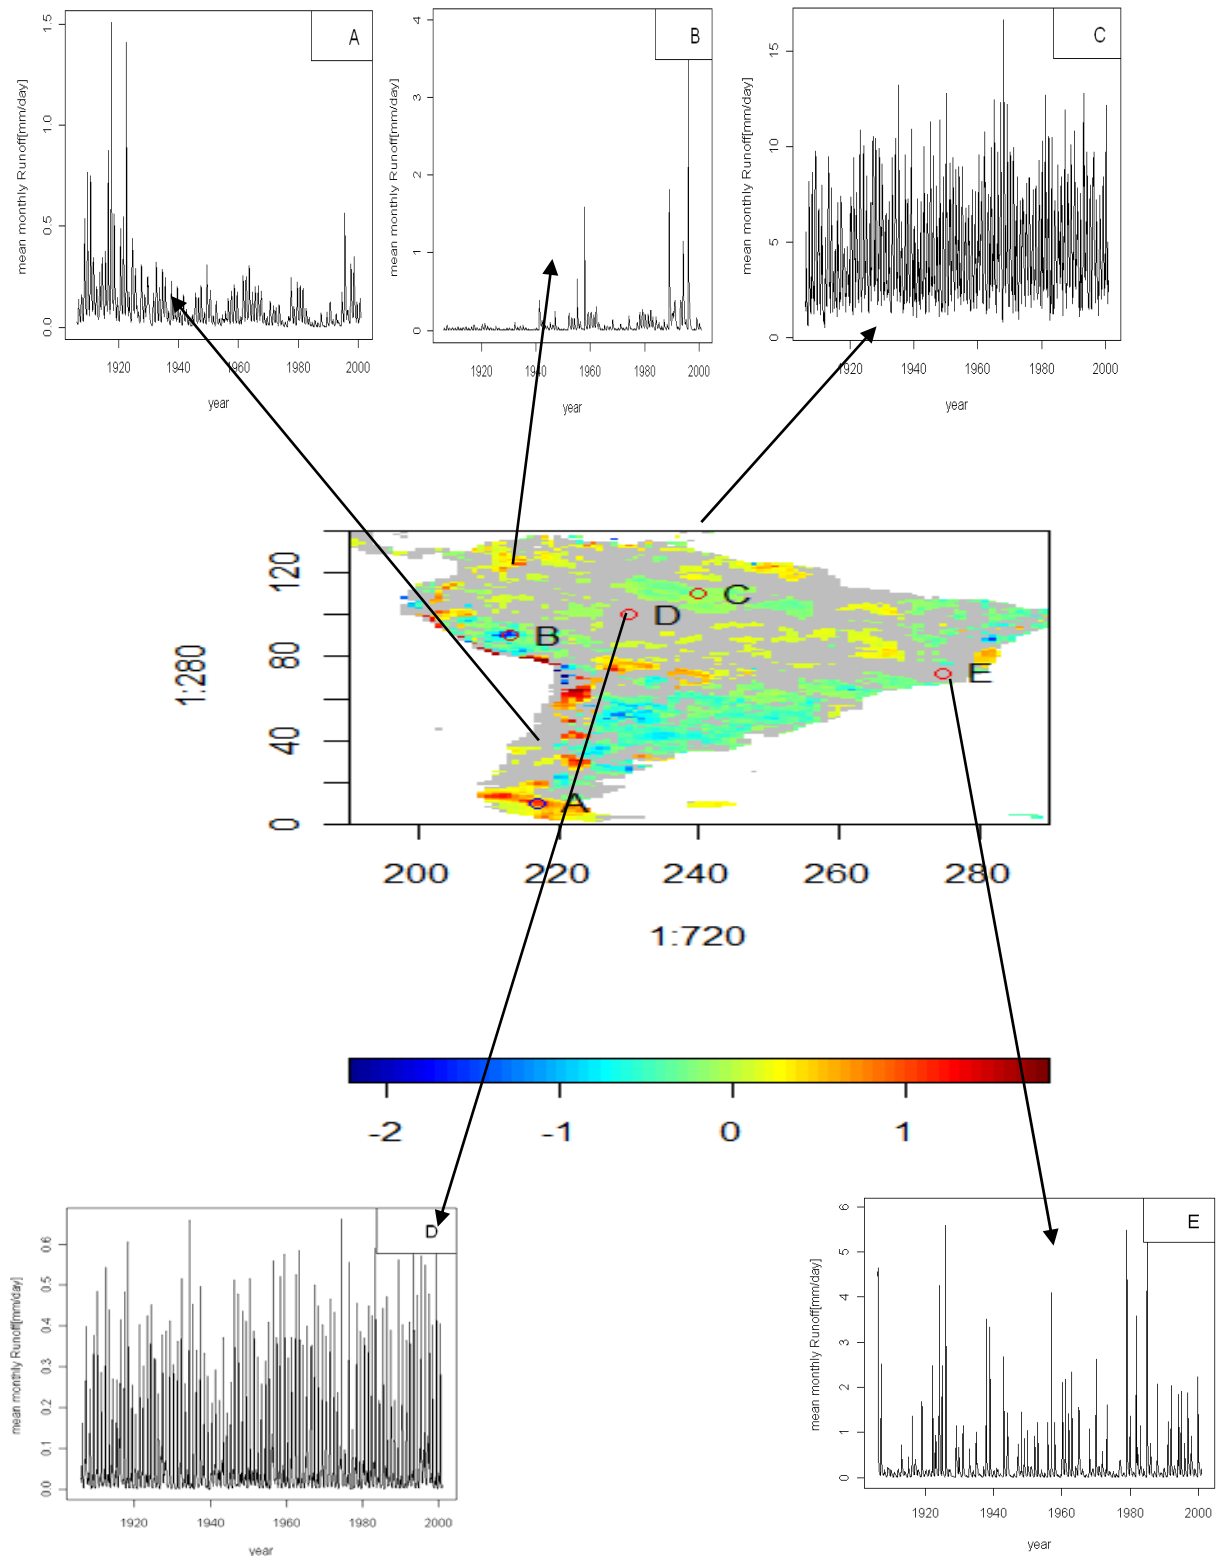 A
mean monthly Runoff[mm/day]
1.5
1.0
0.5
0.0
1920 1940 1960 1980 2000
year
B
mean monthly Runoff[mm/day]
4
3
2
1
0
1920 1940 1960 1980 2000
year
C
mean monthly Runoff[mm/day]
15
10
5
0
1920 1940 1960 1980 2000
year
1:280
120
80
40
0
C
D
B
E
A
200 220 240 260 280
1:720
-2 -1 0 1
D
mean monthly Runoff[mm/day]
0.6
0.5
0.4
0.3
0.2
0.1
0.0
1920 1940 1960 1980 2000
year
E
mean monthly Runoff[mm/day]
6
5
4
3
2
1
0
1920 1940 1960 1980 2000
year